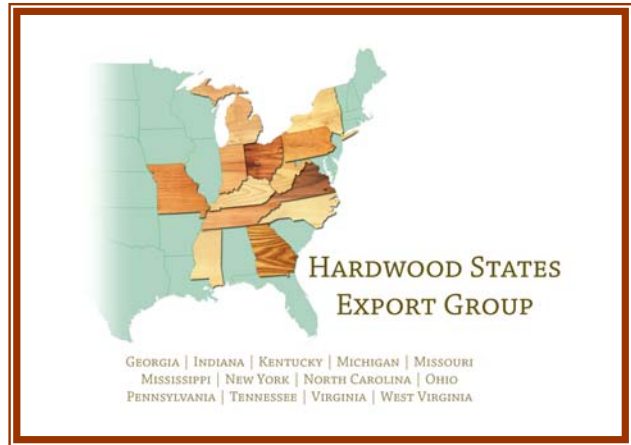 HARDWOOD STATES
EXPORT GROUP
GEORGIA | INDIANA | KENTUCKY | MICHIGAN | MISSOURI
MISSISSIPPI | NEW YORK | NORTH CAROLINA | OHIO
PENNSYLVANIA | TENNESSEE | VIRGINIA | WEST VIRGINIA